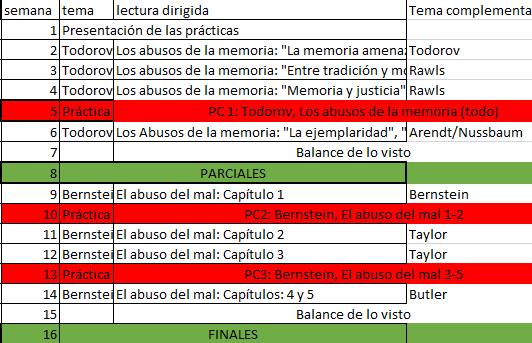 semana tema lectura dirigida Tema complementa
1 Presentación de las prácticas
2 Todorov Los abusos de la memoria: "La memoria amena Todorov
3 Todorov Los abusos de la memoria: "Entre tradición y mo Rawls
4 Todorov Los abusos de la memoria: "Memoria y justicia" Rawls
5 Práctica PC 1: Todorov, Los abusos de la memoria (todo)
6 Todorov Los Abusos de la memoria: "La ejemplaridad", " Arendt/Nussbaum
7 Balance de lo visto
8 PARCIALES
9 Bernstei El abuso del mal: Capítulo 1 Bernstein
10 Práctica PC2: Bernstein, El abuso del mal 1-2
11 Bernstei El abuso del mal: Capítulo 2 Taylor
12 Bernstei El abuso del mal: Capítulo 3 Taylor
13 Práctica PC3: Bernstein, El abuso del mal 3-5
14 Bernstei El abuso del mal: Capítulos: 4 y 5 Butler
15 Balance de lo visto
16 FINALES